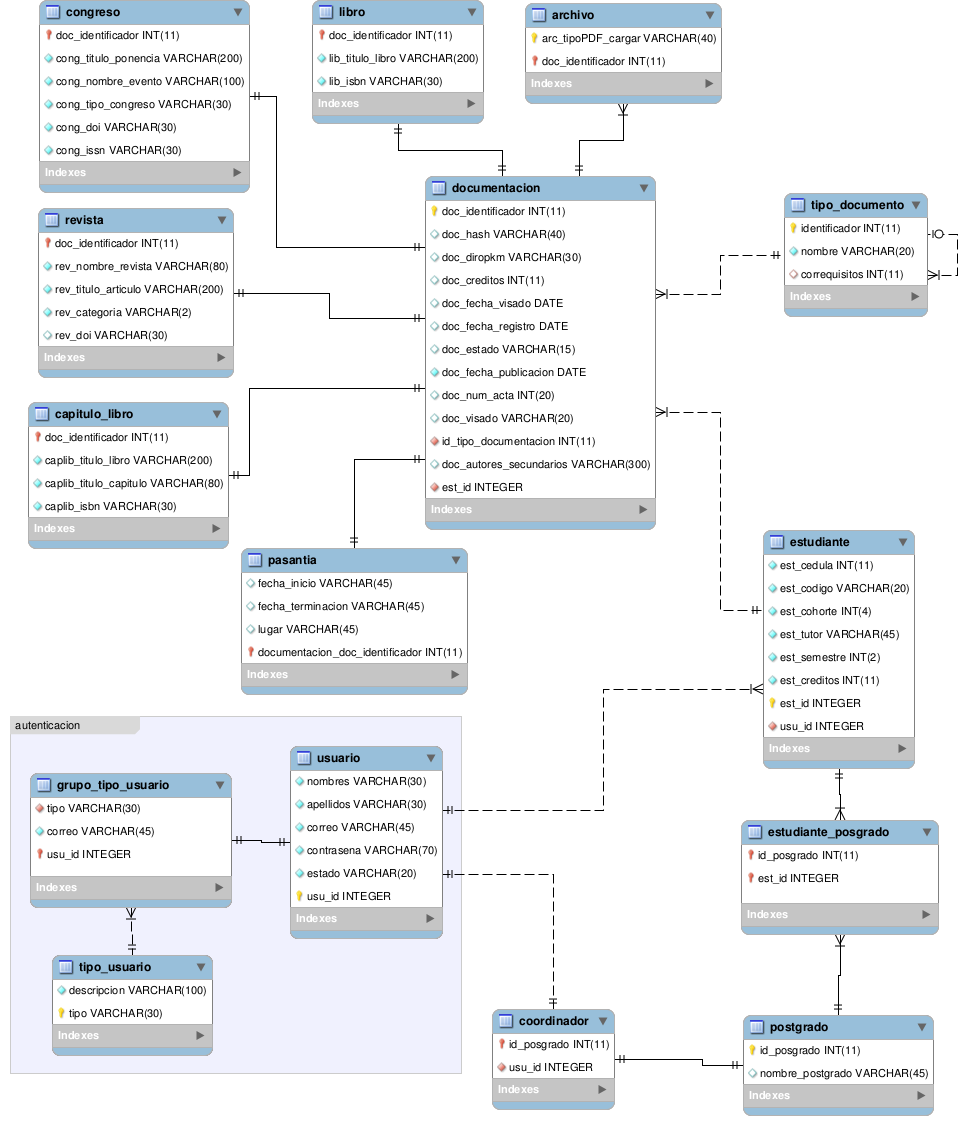 congreso
doc_identificador INT(11)
cong_titulo_ponencia VARCHAR(200)
cong_nombre_evento VARCHAR(100)
cong_tipo_congreso VARCHAR(30)
cong_doi VARCHAR(30)
cong_issn VARCHAR(30)
Indexes
libro
doc_identificador INT(11)
lib_titulo_libro VARCHAR(200)
lib_isbn VARCHAR(30)
Indexes
archivo
arc_tipoPDF_cargar VARCHAR(40)
doc_identificador INT(11)
Indexes
revista
doc_identificador INT(11)
rev_nombre_revista VARCHAR(80)
rev_titulo_articulo VARCHAR(200)
rev_categoria VARCHAR(2)
rev_doi VARCHAR(30)
Indexes
documentacion
doc_identificador INT(11)
doc_hash VARCHAR(40)
doc_diropkm VARCHAR(30)
doc_creditos INT(11)
doc_fecha_visado DATE
doc_fecha_registro DATE
doc_estado VARCHAR(15)
doc_fecha_publicacion DATE
doc_num_acta INT(20)
doc_visado VARCHAR(20)
id_tipo_documentacion INT(11)
doc_autores_secundarios VARCHAR(300)
est_id INTEGER
Indexes
tipo_documento
identificador INT(11)
nombre VARCHAR(20)
correquisitos INT(11)
Indexes
capitulo_libro
doc_identificador INT(11)
caplib_titulo_libro VARCHAR(200)
caplib_titulo_capitulo VARCHAR(80)
caplib_isbn VARCHAR(30)
Indexes
pasantia
fecha_inicio VARCHAR(45)
fecha_terminacion VARCHAR(45)
lugar VARCHAR(45)
documentacion_doc_identificador INT(11)
Indexes
estudiante
est_cedula INT(11)
est_codigo VARCHAR(20)
est_cohorte INT(4)
est_tutor VARCHAR(45)
est_semestre INT(2)
est_creditos INT(11)
est_id INTEGER
usu_id INTEGER
Indexes
autenticacion
grupo_tipo_usuario
tipo VARCHAR(30)
correo VARCHAR(45)
usu_id INTEGER
Indexes
usuario
nombres VARCHAR(30)
apellidos VARCHAR(30)
correo VARCHAR(45)
contrasena VARCHAR(70)
estado VARCHAR(20)
usu_id INTEGER
Indexes
tipo_usuario
descripcion VARCHAR(100)
tipo VARCHAR(30)
Indexes
estudiante_posgrado
id_posgrado INT(11)
est_id INTEGER
Indexes
coordinador
id_posgrado INT(11)
usu_id INTEGER
Indexes
postgrado
id_posgrado INT(11)
nombre_postgrado VARCHAR(45)
Indexes